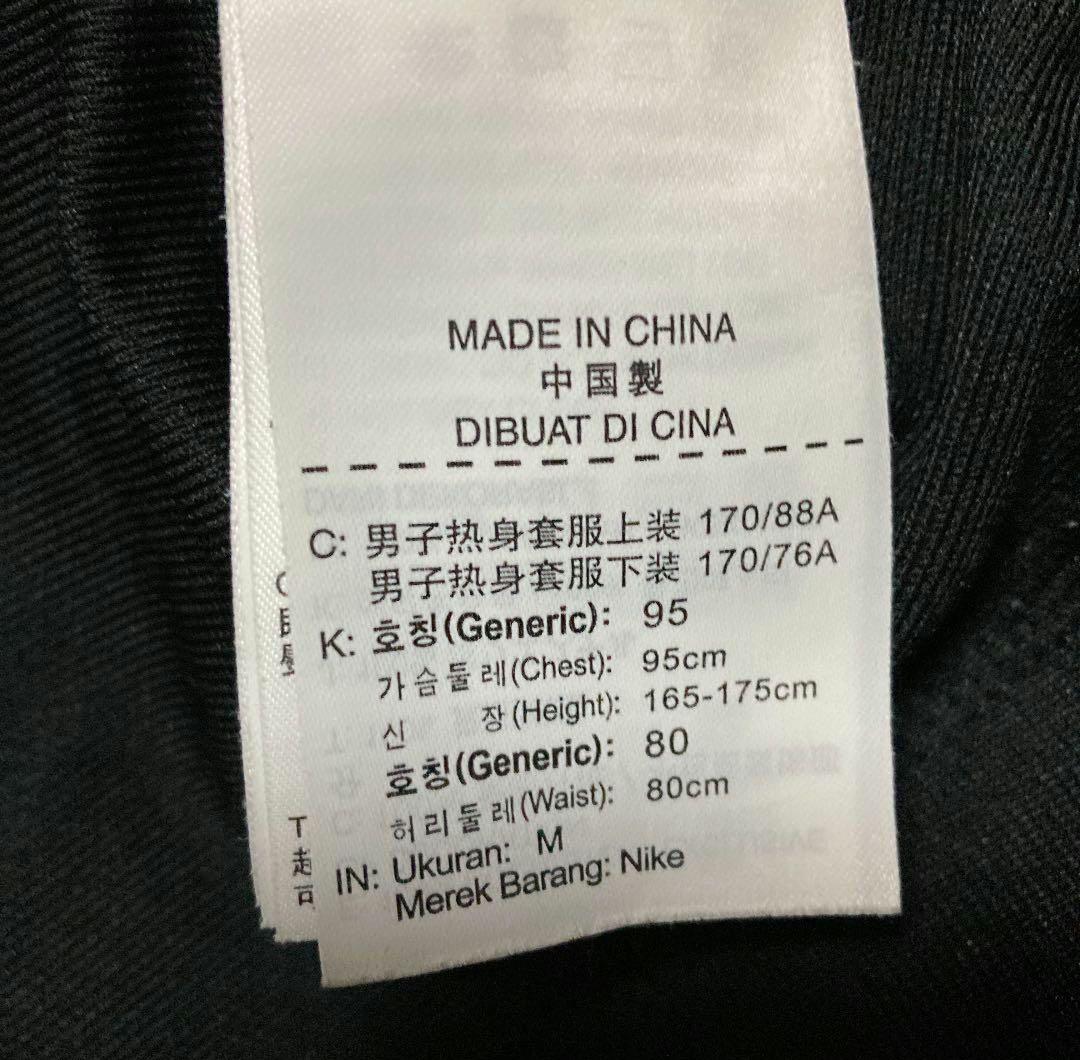 MADE IN CHINA
中国製
DIBUAT DI CINA
C: 男子热身套服上装 170/88A
男子热身套服下装 170/76A
K: 호칭(Generic): 95
가슴둘레(Chest): 95cm
신 장(Height): 165-175cm
호칭(Generic): 80
허리둘레(Waist): 80cm
IN: Ukuran: M
Merek Barang: Nike